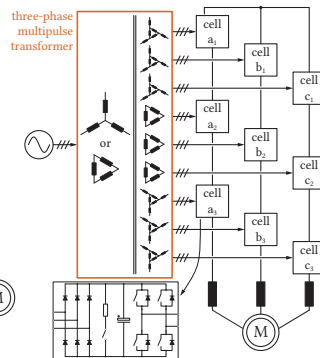 three-phase
multipulse
transformer
cell
a1
cell
b1
cell
c1
cell
a2
or
cell
b2
cell
c2
cell
a3
cell
b3
cell
c3
M